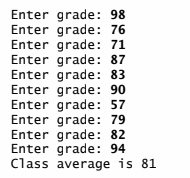 Enter grade: 98
Enter grade: 76
Enter grade: 71
Enter grade: 87
Enter grade: 83
Enter grade: 90
Enter grade: 57
Enter grade: 79
Enter grade: 82
Enter grade: 94
Class average is 81